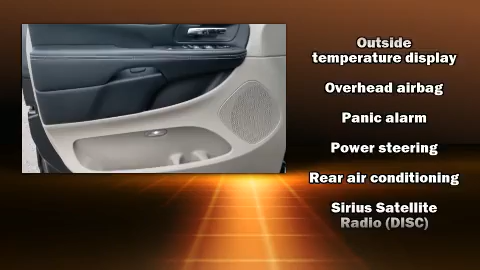 Outside
temperature display
Overhead airbag
Panic alarm
Power steering
Rear air conditioning
Sirius Satellite
Radio (DISC)